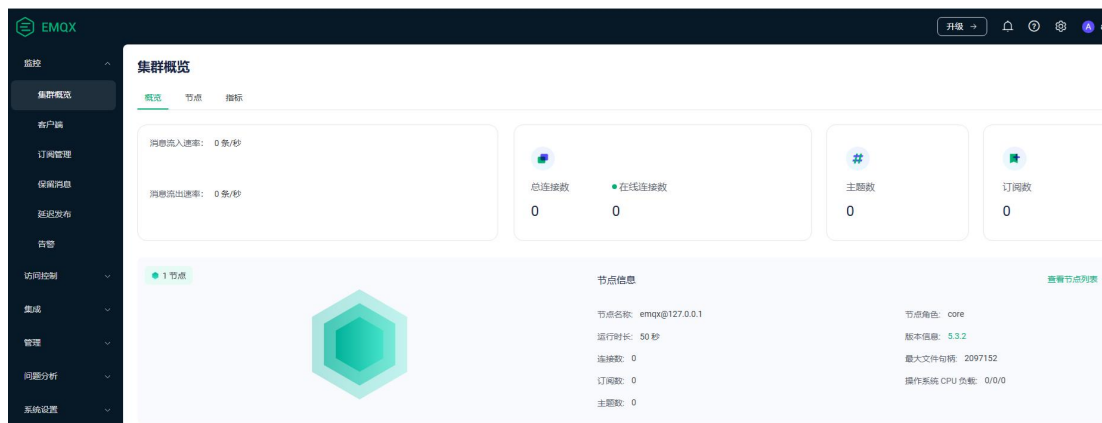 EMQX
升级 →
A
监控
集群概览
客户端
订阅管理
保留消息
延迟发布
告警
访问控制
集成
管理
问题分析
系统设置
集群概览
概览 节点 指标
消息流入速率: 0 条/秒
消息流出速率: 0 条/秒
总连接数 在线连接数
0 0
主题数
0
订阅数
0
1 节点
节点信息
查看节点列表
节点名称: emqx@127.0.0.1
节点角色: core
运行时长: 50 秒
版本信息: 5.3.2
连接数: 0
最大文件句柄: 2097152
订阅数: 0
操作系统 CPU 负载: 0/0/0
主题数: 0